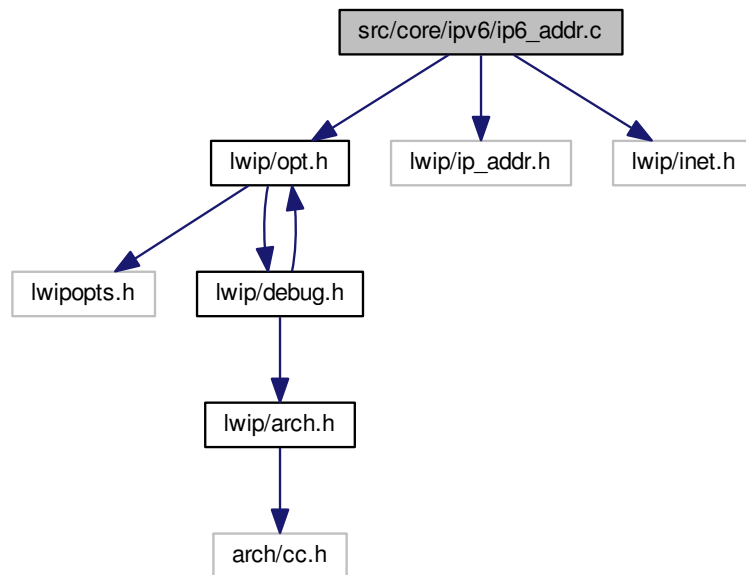 src/core/ipv6/ip6_addr.c
lwip/opt.h
lwip/ip_addr.h
lwip/inet.h
lwipopts.h
lwip/debug.h
lwip/arch.h
arch/cc.h